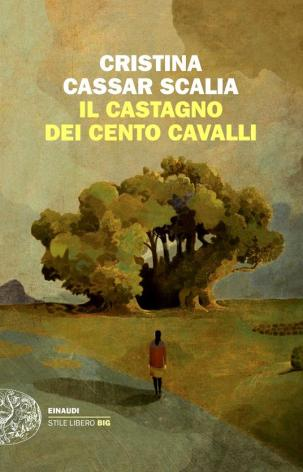 CRISTINA
CASSAR SCALIA
IL CASTAGNO
DEI CENTO CAVALLI
EINAUDI
STILE LIBERO BIG